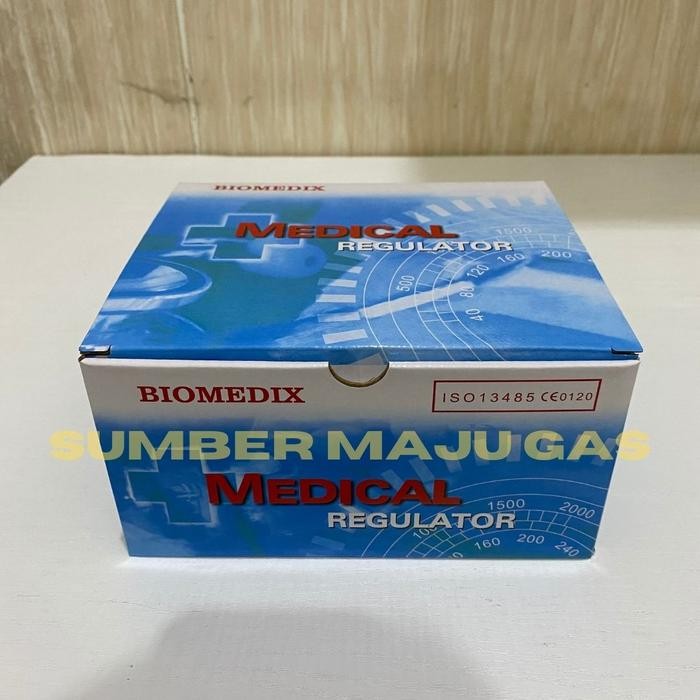 BIOMEDIX
MEDICAL
REGULATOR
1500
160 200
120
500
80
40
BIOMEDIX
ISO13485 CE0120
SUMBER MAJU GAS
MEDICAL
REGULATOR
1500 2000
160 200 240